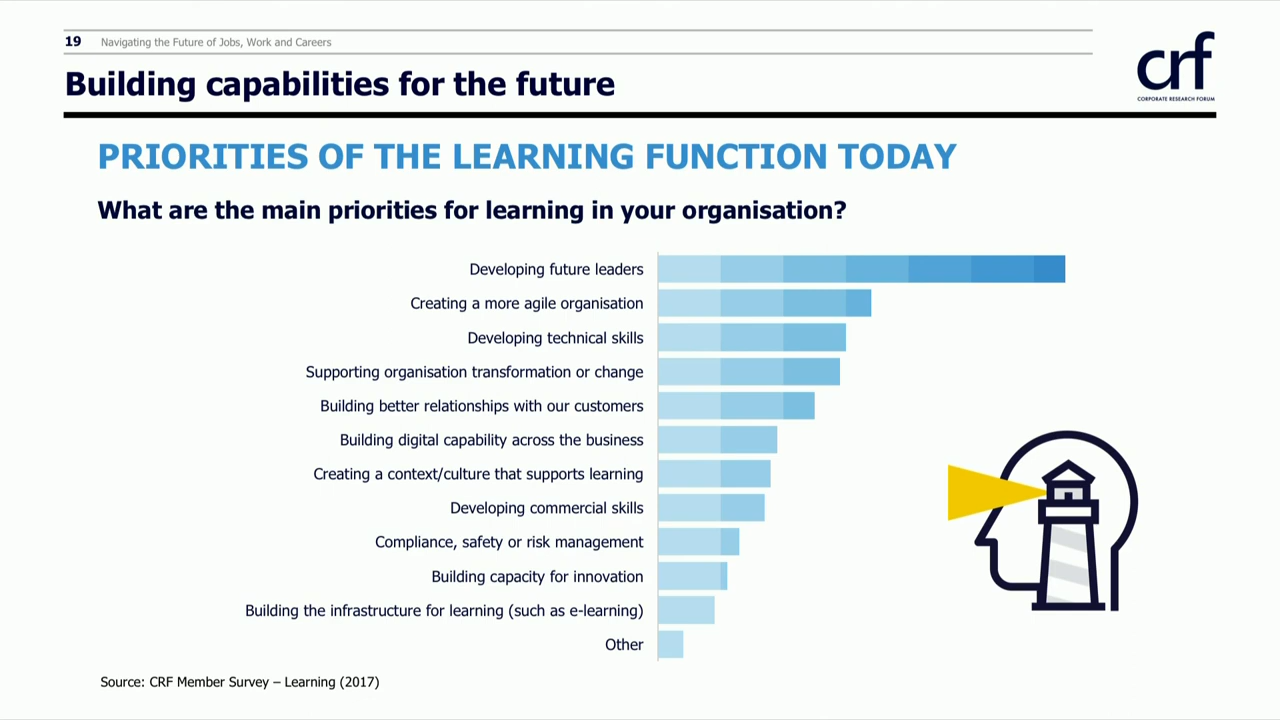 19 Navigating the Future of Jobs, Work and Careers
crf
CORPORATE RESEARCH FORUM
Building capabilities for the future
PRIORITIES OF THE LEARNING FUNCTION TODAY
What are the main priorities for learning in your organisation?
Developing future leaders
Creating a more agile organisation
Developing technical skills
Supporting organisation transformation or change
Building better relationships with our customers
Building digital capability across the business
Creating a context/culture that supports learning
Developing commercial skills
Compliance, safety or risk management
Building capacity for innovation
Building the infrastructure for learning (such as e-learning)
Other
Source: CRF Member Survey – Learning (2017)